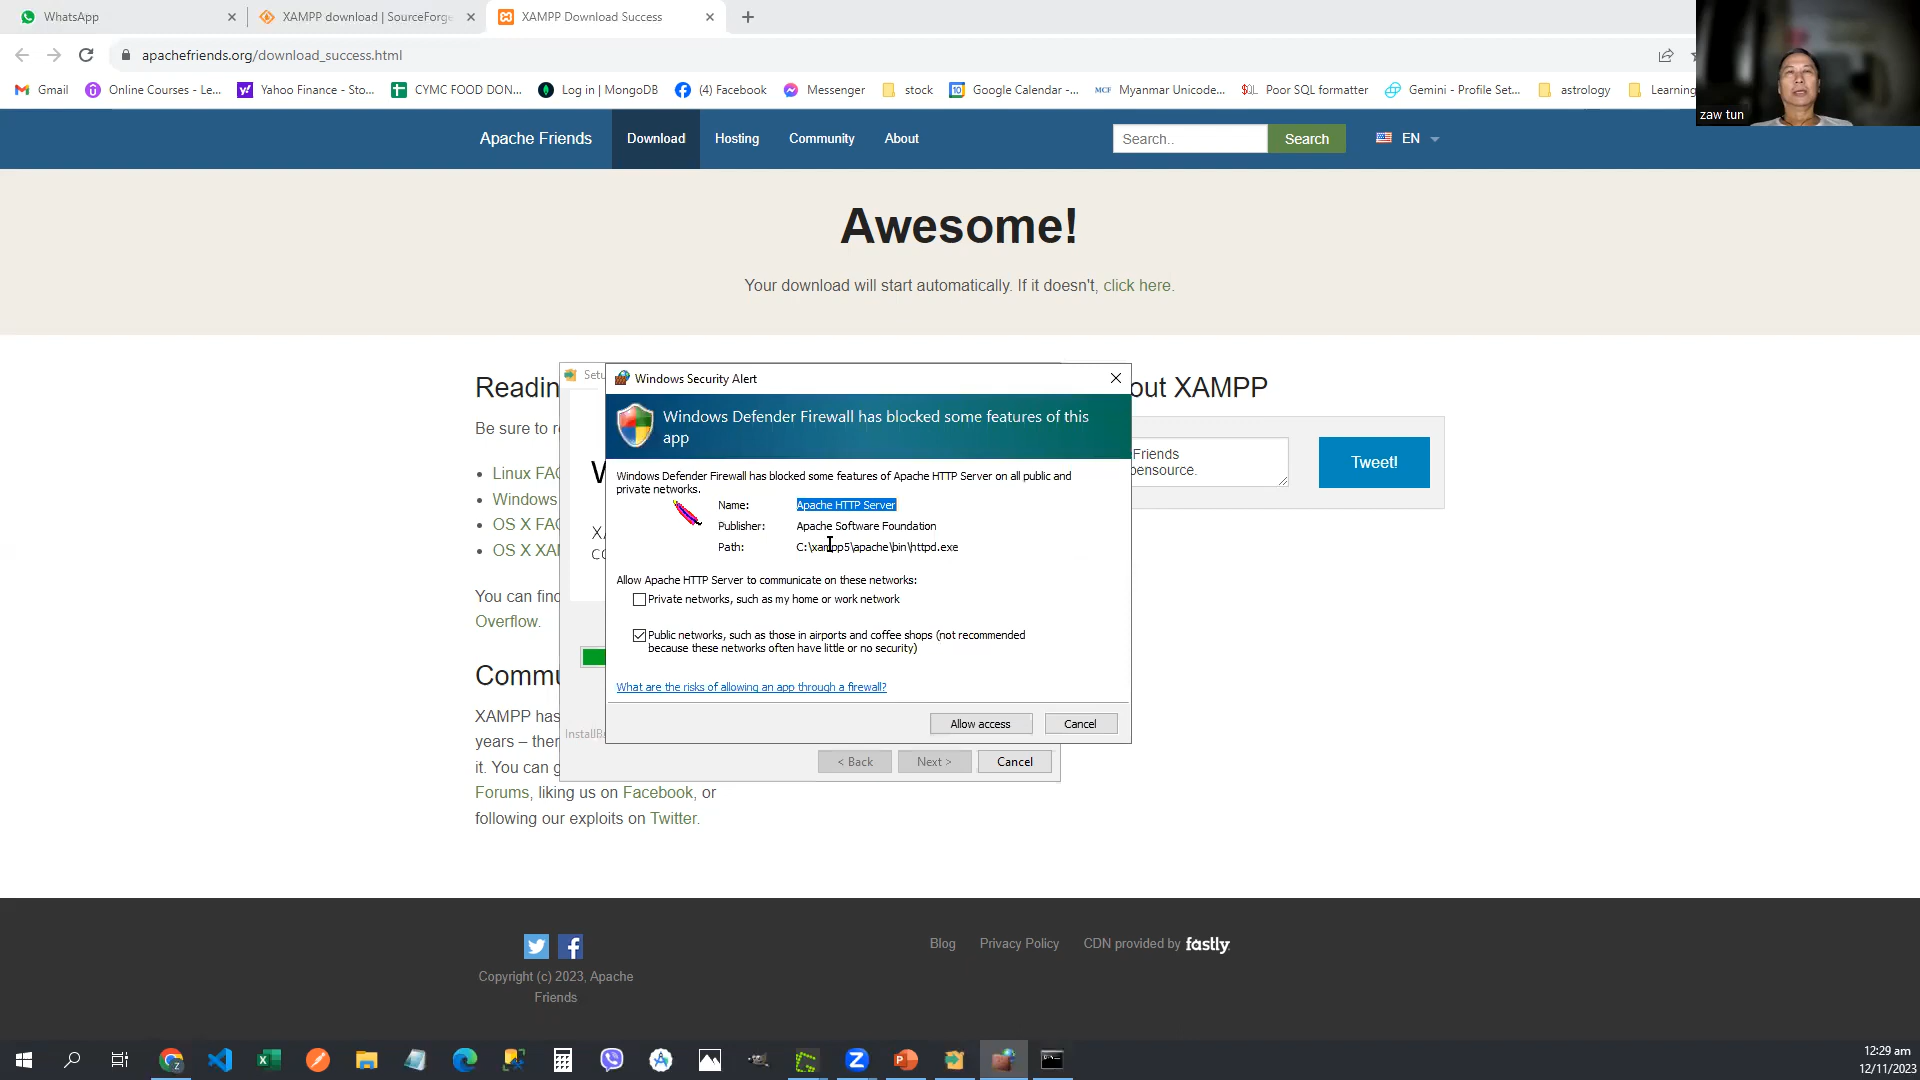 WhatsApp
XAMPP download | SourceForge
XAMPP Download Success
apachefriends.org/download_success.html
Gmail
Online Courses - Le...
Yahoo Finance - Sto...
CYMC FOOD DON...
Log in | MongoDB
(4) Facebook
Messenger
stock
Google Calendar -...
MCF
Myanmar Unicode...
Poor SQL formatter
Gemini - Profile Set...
astrology
Learning
zaw tun
Apache Friends
Download
Hosting
Community
About
Search..
Search
EN
Awesome!
Your download will start automatically. If it doesn't, click here.
Readin
Be sure to r
Linux FAQ
Windows
OS X FAQ
OS X XAM
You can find
Overflow.
Commu
XAMPP has
years – ther
it. You can g
Forums, liking us on Facebook, or
following our exploits on Twitter.
Setu
InstallB
< Back
Next >
Cancel
Windows Security Alert
Windows Defender Firewall has blocked some features of this
app
Windows Defender Firewall has blocked some features of Apache HTTP Server on all public and
private networks.
Name: Apache HTTP Server
Publisher: Apache Software Foundation
Path: C:\xampp5\apache\bin\httpd.exe
Allow Apache HTTP Server to communicate on these networks:
Private networks, such as my home or work network
Public networks, such as those in airports and coffee shops (not recommended
because these networks often have little or no security)
What are the risks of allowing an app through a firewall?
Allow access
Cancel
out XAMPP
Friends
pensource.
Tweet!
Copyright (c) 2023, Apache
Friends
Blog
Privacy Policy
CDN provided by fastly
12:29 am
12/11/2023